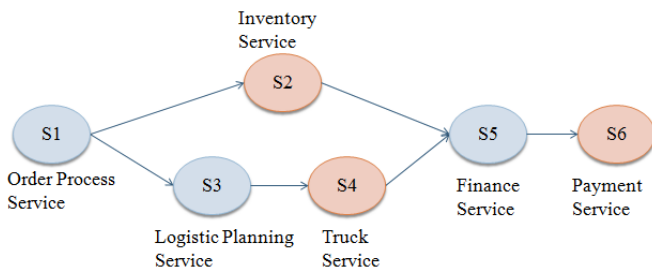 Inventory
Service
S2
S1
Order Process
Service
S3
Logistic Planning
Service
S4
Truck
Service
S5
Finance
Service
S6
Payment
Service